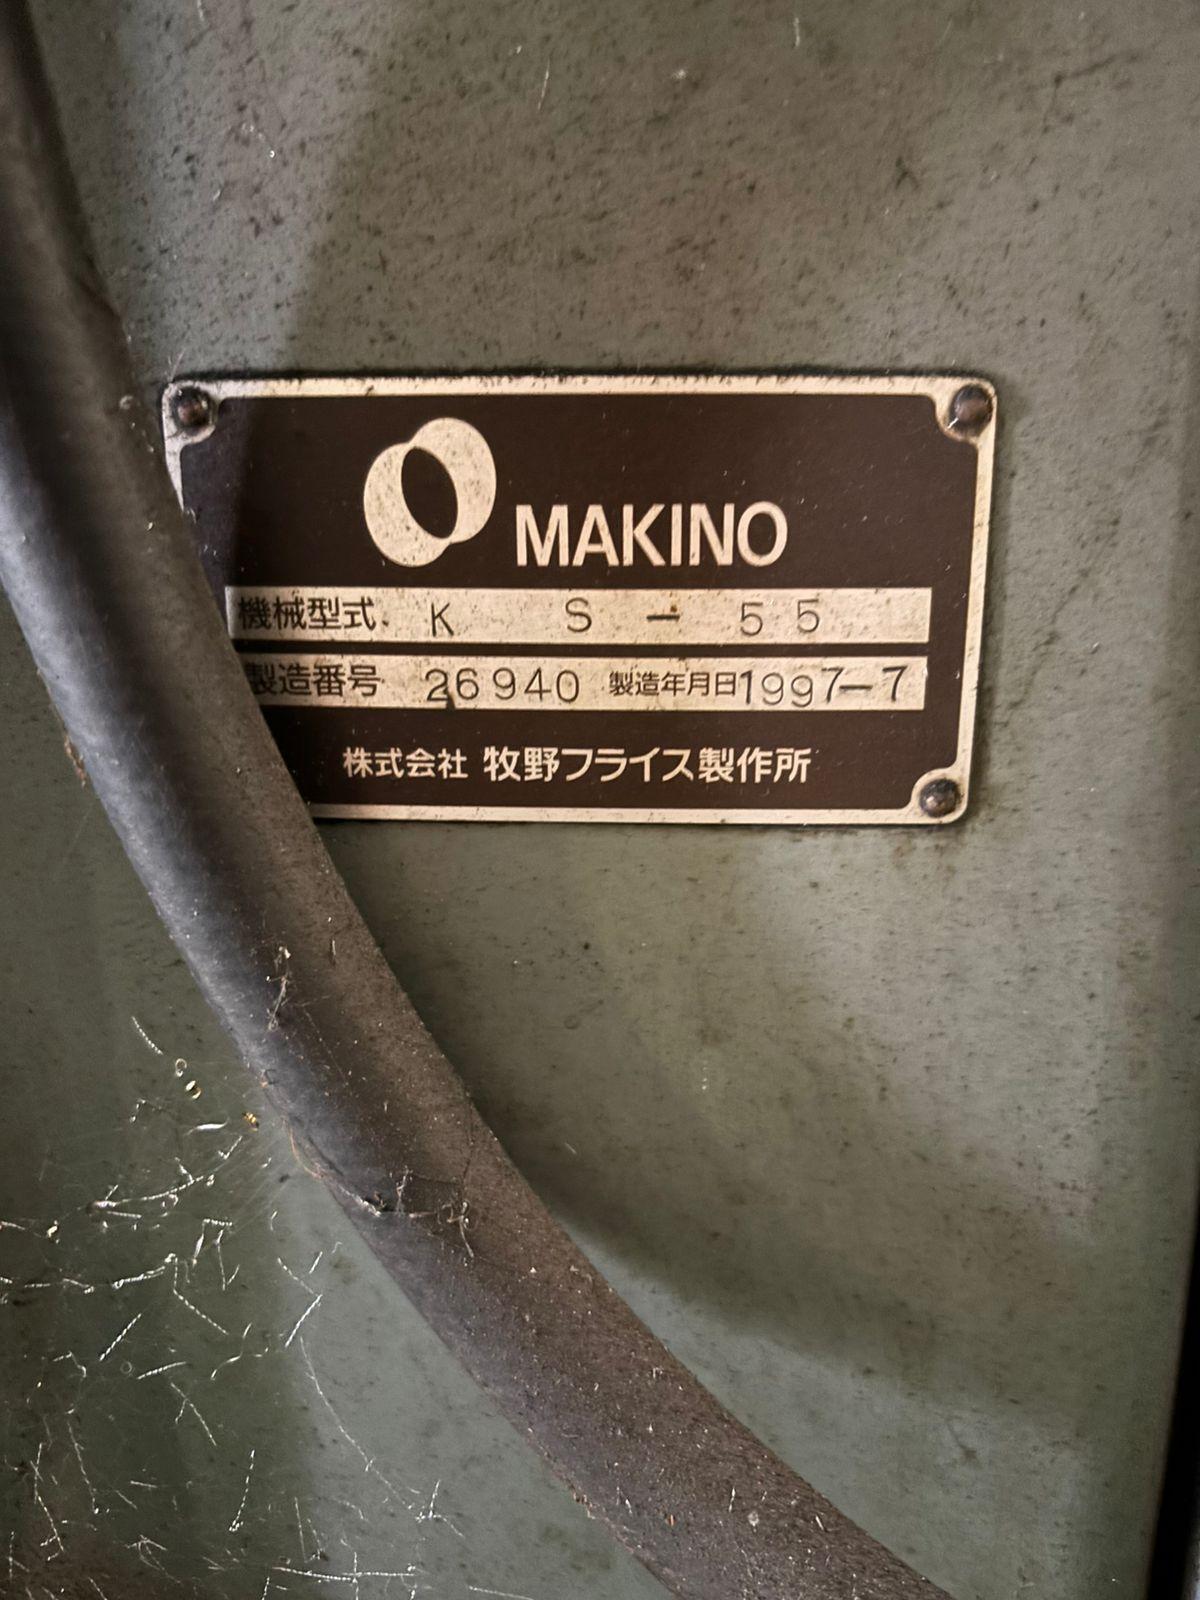 MAKINO
機械型式 K S - 55
製造番号 26940 製造年月日 1997-7
株式会社 牧野フライス製作所